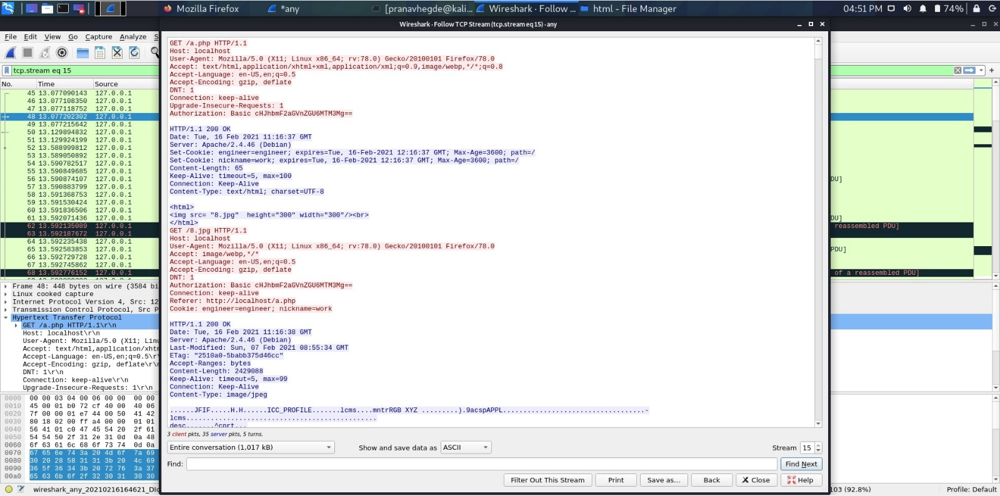 Mozilla Firefox
*any
[pranavhegde@kali...
Wireshark · Follow ...
html - File Manager
04:51 PM
74%
Wireshark · Follow TCP Stream (tcp.stream eq 15) · any
File Edit View Go Capture Analyze S
tcp.stream eq 15
No. Time Source
45 13.077090143 127.0.0.1
46 13.077108350 127.0.0.1
47 13.077118752 127.0.0.1
48 13.077202302 127.0.0.1
49 13.077215642 127.0.0.1
50 13.129894832 127.0.0.1
51 13.129924199 127.0.0.1
52 13.588999812 127.0.0.1
53 13.589050892 127.0.0.1
54 13.590782517 127.0.0.1
55 13.590849685 127.0.0.1
56 13.590874107 127.0.0.1
57 13.590883799 127.0.0.1
58 13.591368753 127.0.0.1
59 13.591530424 127.0.0.1
60 13.591836506 127.0.0.1
61 13.592071436 127.0.0.1
62 13.592135089 127.0.0.1
63 13.592187672 127.0.0.1
64 13.592235438 127.0.0.1
65 13.592583853 127.0.0.1
66 13.592729728 127.0.0.1
67 13.592745862 127.0.0.1
68 13.592776152 127.0.0.1
Frame 48: 448 bytes on wire (3584 bi
Linux cooked capture
Internet Protocol Version 4, Src: 12
Transmission Control Protocol, Src P
Hypertext Transfer Protocol
GET /a.php HTTP/1.1\r\n
Host: localhost\r\n
User-Agent: Mozilla/5.0 (X11; Linu
Accept: text/html,application/xhtm
Accept-Language: en-US,en;q=0.5\r\
Accept-Encoding: gzip, deflate\r\n
DNT: 1\r\n
Connection: keep-alive\r\n
Upgrade-Insecure-Requests: 1\r\n
0000 00 00 03 04 00 06 00 00 00 00
0010 45 00 01 b0 72 cf 40 00 40 06
0020 7f 00 00 01 e7 44 00 50 41 42
0030 80 18 02 00 ff a4 00 00 01 01
0040 56 41 01 c0 47 45 54 20 2f 61
0050 54 54 50 2f 31 2e 31 0d 0a 48
0060 6f 63 61 6c 68 6f 73 74 0d 0a
0070 67 65 6e 74 3a 20 4d 6f 7a 69
0080 30 20 28 58 31 31 3b 20 4c 69
0090 36 5f 36 34 3b 20 72 76 3a 37
00a0 65 63 6b 6f 2f 32 30 31 30 30
wireshark_any_20210216164621_
GET /a.php HTTP/1.1
Host: localhost
User-Agent: Mozilla/5.0 (X11; Linux x86_64; rv:78.0) Gecko/20100101 Firefox/78.0
Accept: text/html,application/xhtml+xml,application/xml;q=0.9,image/webp,*/*;q=0.8
Accept-Language: en-US,en;q=0.5
Accept-Encoding: gzip, deflate
DNT: 1
Connection: keep-alive
Upgrade-Insecure-Requests: 1
Authorization: Basic cHJhbmF2aGVnZGU6MTM3Mg==
HTTP/1.1 200 OK
Date: Tue, 16 Feb 2021 11:16:37 GMT
Server: Apache/2.4.46 (Debian)
Set-Cookie: engineer=engineer; expires=Tue, 16-Feb-2021 12:16:37 GMT; Max-Age=3600; path=/
Set-Cookie: nickname=work; expires=Tue, 16-Feb-2021 12:16:37 GMT; Max-Age=3600; path=/
Content-Length: 65
Keep-Alive: timeout=5, max=100
Connection: Keep-Alive
Content-Type: text/html; charset=UTF-8
<html>
<img src= "8.jpg"  height="300" width="300"/><br>
</html>
GET /8.jpg HTTP/1.1
Host: localhost
User-Agent: Mozilla/5.0 (X11; Linux x86_64; rv:78.0) Gecko/20100101 Firefox/78.0
Accept: image/webp,*/*
Accept-Language: en-US,en;q=0.5
Accept-Encoding: gzip, deflate
DNT: 1
Authorization: Basic cHJhbmF2aGVnZGU6MTM3Mg==
Connection: keep-alive
Referer: http://localhost/a.php
Cookie: engineer=engineer; nickname=work
HTTP/1.1 200 OK
Date: Tue, 16 Feb 2021 11:16:38 GMT
Server: Apache/2.4.46 (Debian)
Last-Modified: Sun, 07 Feb 2021 08:55:34 GMT
ETag: "2510a0-5babb375d46cc"
Accept-Ranges: bytes
Content-Length: 2429088
Keep-Alive: timeout=5, max=99
Connection: Keep-Alive
Content-Type: image/jpeg
......JFIF.....H.H......ICC_PROFILE.......lcms....mntrRGB XYZ .........).9acspAPPL...................................-
lcms...............................................
desc.......^cprt...
3 client pkts, 35 server pkts, 5 turns.
Entire conversation (1,017 kB)
Show and save data as ASCII
Stream 15
Find:
Find Next
Filter Out This Stream
Print
Save as...
Back
Close
Help
DU]
DU]
reassembled PDU]
PDU]
of a reassembled PDU]
103 (92.8%)
Profile: Default